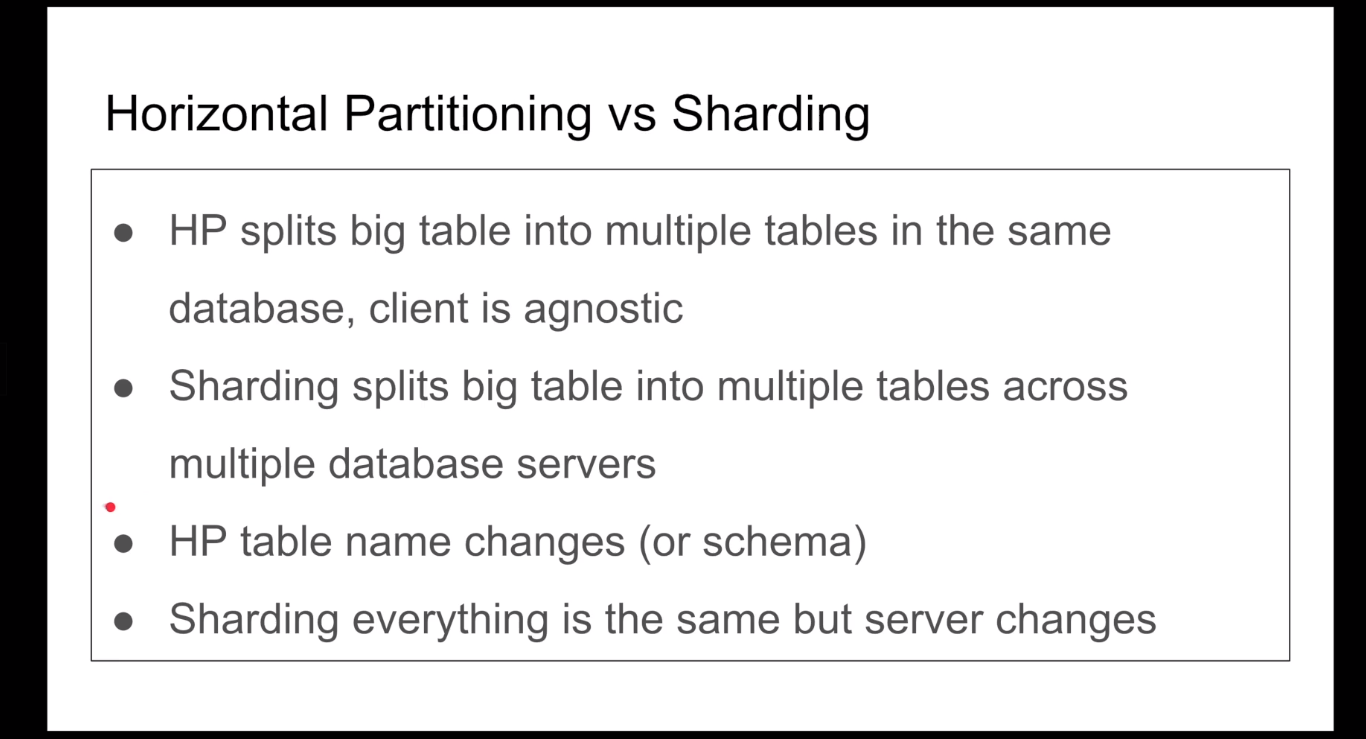 Horizontal Partitioning vs Sharding
● HP splits big table into multiple tables in the same
database, client is agnostic
● Sharding splits big table into multiple tables across
multiple database servers
● HP table name changes (or schema)
● Sharding everything is the same but server changes